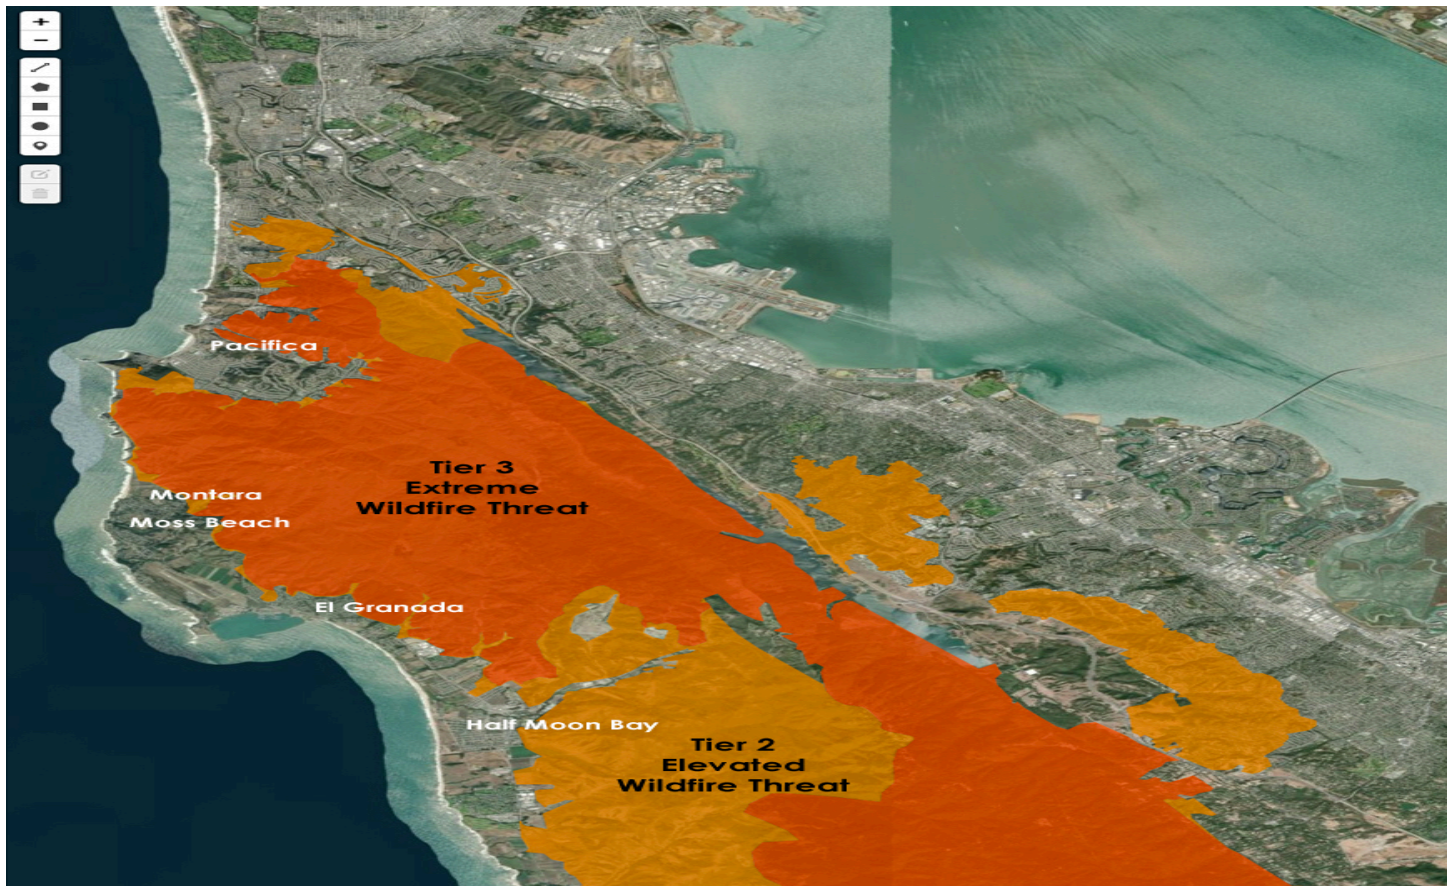 +
−
Pacifica
Tier 3
Extreme
Wildfire Threat
Montara
Moss Beach
El Granada
Half Moon Bay
Tier 2
Elevated
Wildfire Threat